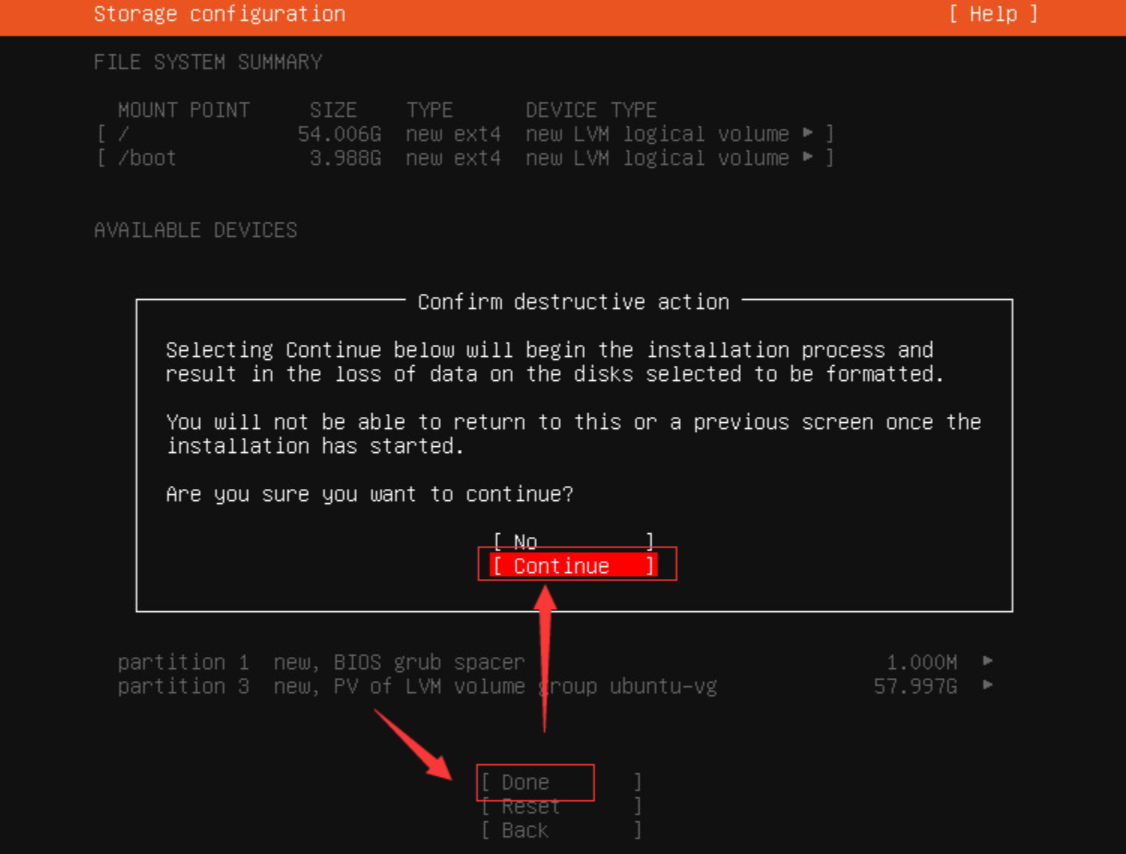 Storage configuration [ Help ]
FILE SYSTEM SUMMARY
MOUNT POINT SIZE TYPE DEVICE TYPE
[ / 54.006G new ext4 new LVM logical volume ▸ ]
[ /boot 3.988G new ext4 new LVM logical volume ▸ ]
AVAILABLE DEVICES
Confirm destructive action
Selecting Continue below will begin the installation process and
result in the loss of data on the disks selected to be formatted.
You will not be able to return to this or a previous screen once the
installation has started.
Are you sure you want to continue?
[ No ]
[ Continue ]
partition 1 new, BIOS grub spacer 1.000M ▸
partition 3 new, PV of LVM volume group ubuntu-vg 57.997G ▸
[ Done ]
[ Reset ]
[ Back ]